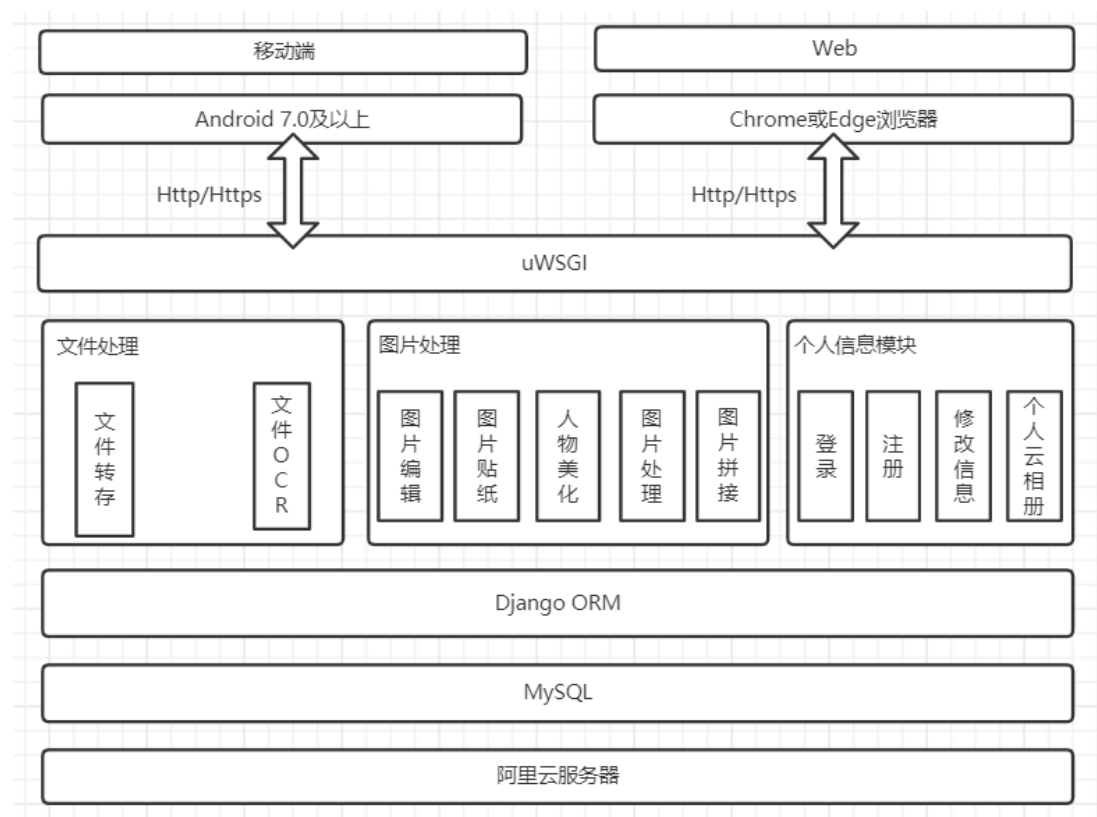 移动端
Web
Android 7.0及以上
Chrome或Edge浏览器
Http/Https
Http/Https
uWSGI
文件处理
文件转存
文件OCR
图片处理
图片编辑
图片贴纸
人物美化
图片处理
图片拼接
个人信息模块
登录
注册
修改信息
个人云相册
Django ORM
MySQL
阿里云服务器